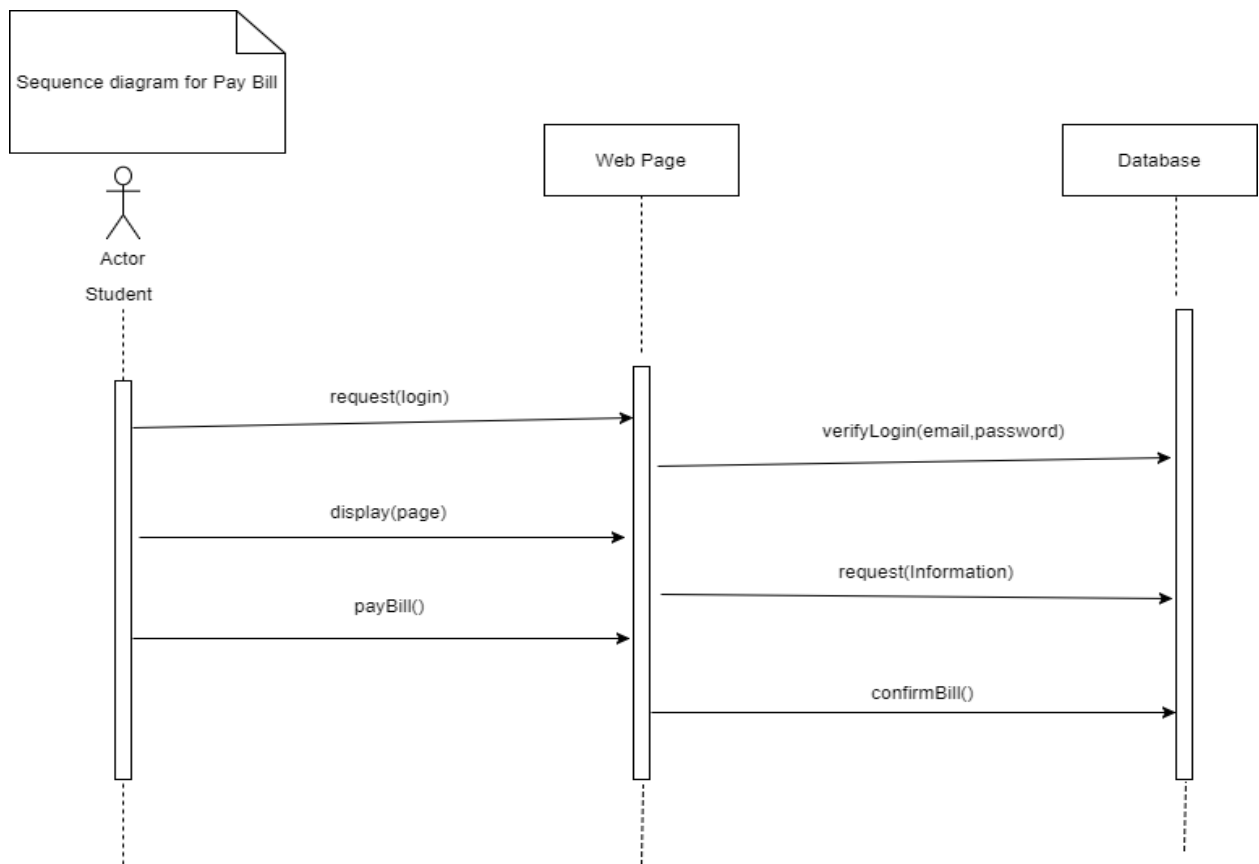 Sequence diagram for Pay Bill
Web Page
Database
Actor
Student
request(login)
verifyLogin(email,password)
display(page)
request(Information)
payBill()
confirmBill()